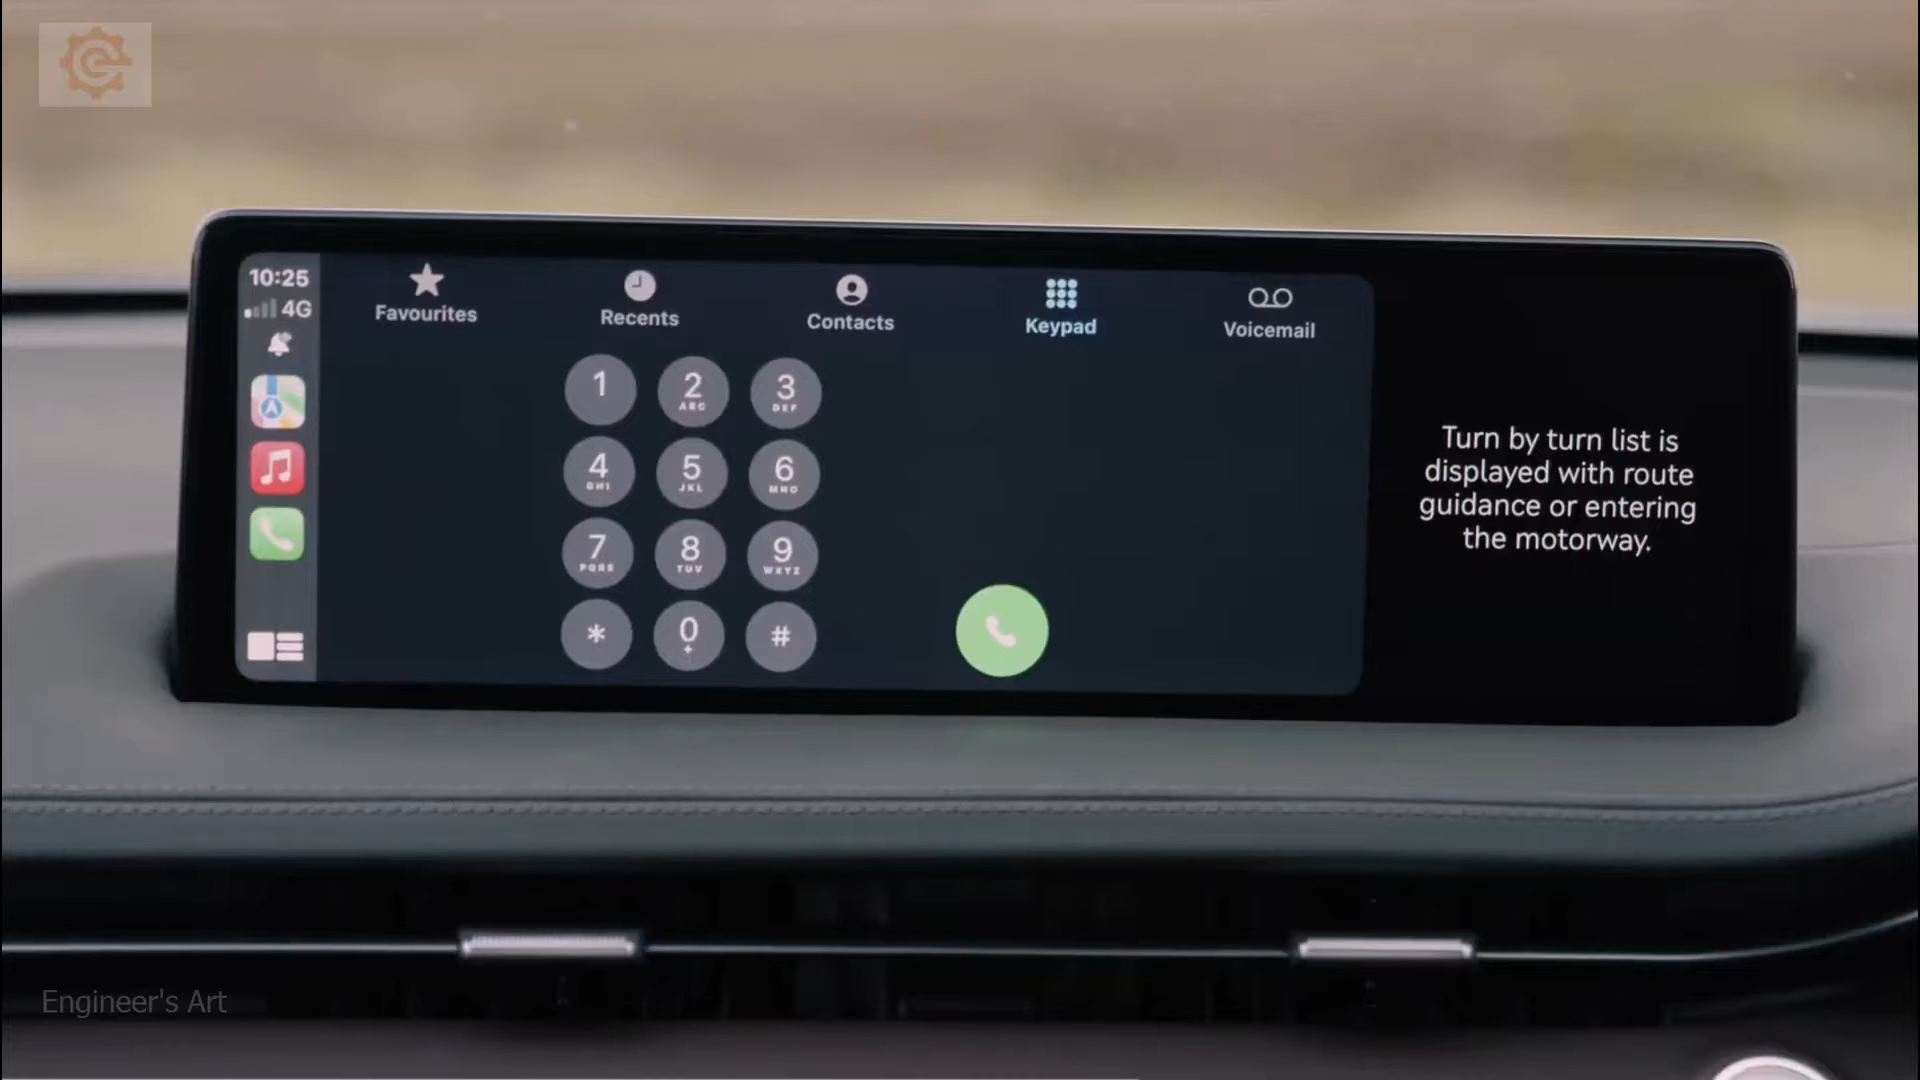 10:25
4G
Favourites
Recents
Contacts
Keypad
Voicemail
1
2
ABC
3
DEF
4
GHI
5
JKL
6
MNO
7
PQRS
8
TUV
9
WXYZ
*
0
+
#
Turn by turn list is
displayed with route
guidance or entering
the motorway.
Engineer's Art